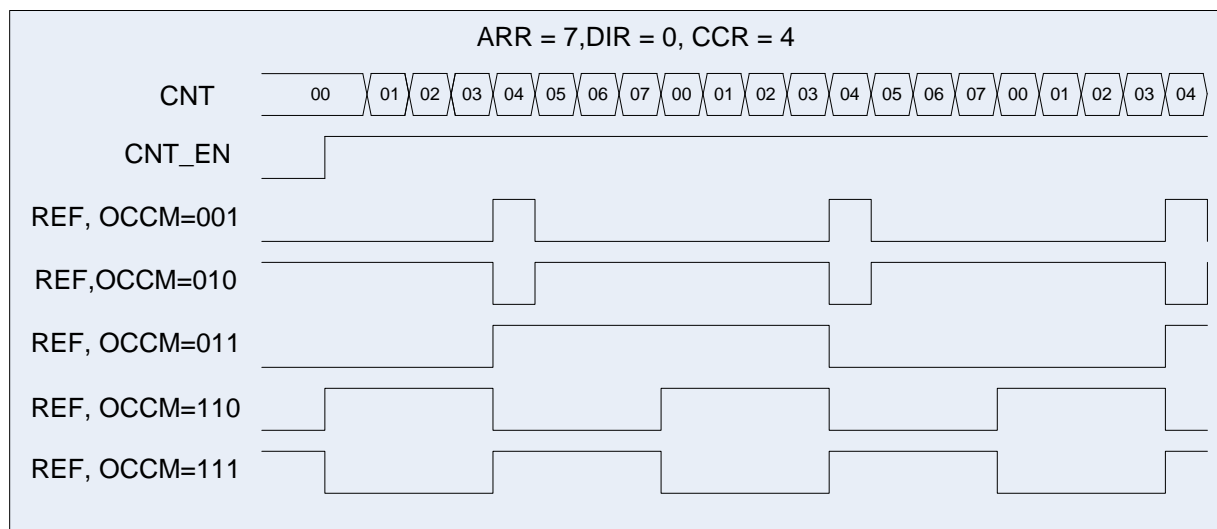 ARR = 7,DIR = 0, CCR = 4
CNT 00 01 02 03 04 05 06 07 00 01 02 03 04 05 06 07 00 01 02 03 04
CNT_EN
REF, OCCM=001
REF,OCCM=010
REF, OCCM=011
REF, OCCM=110
REF, OCCM=111